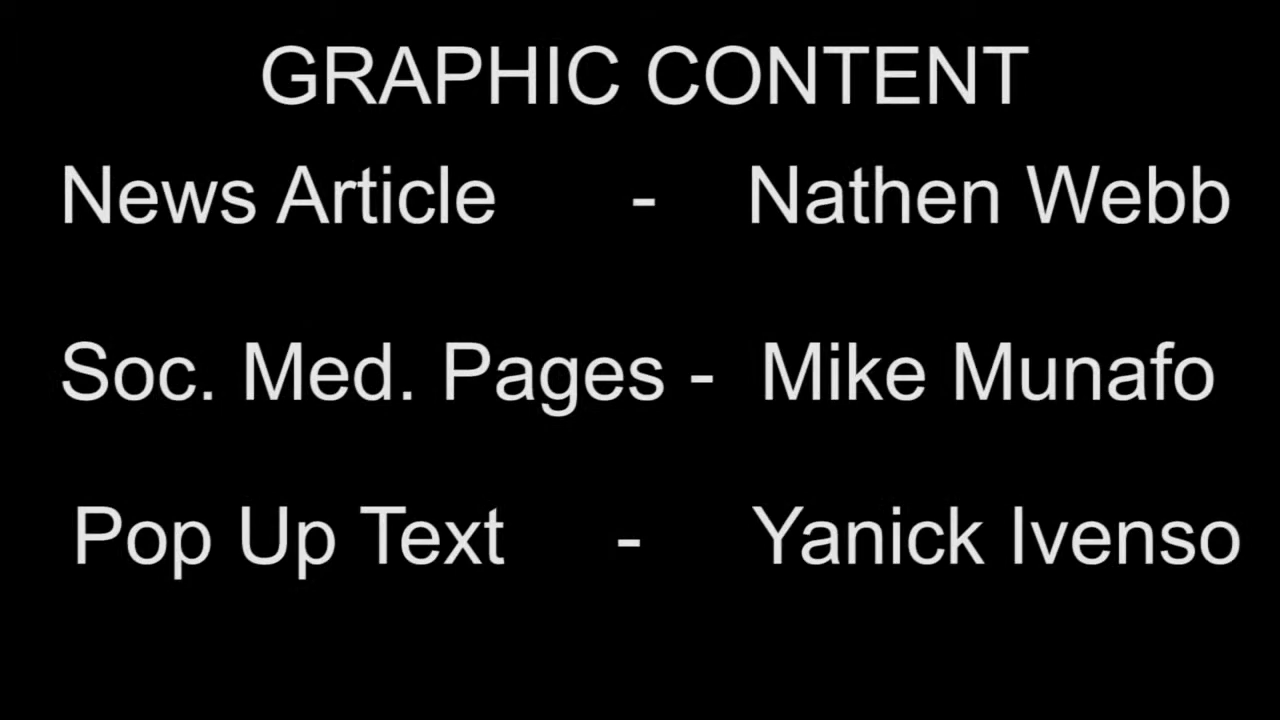 GRAPHIC CONTENT
News Article - Nathen Webb
Soc. Med. Pages - Mike Munafo
Pop Up Text - Yanick Ivenso